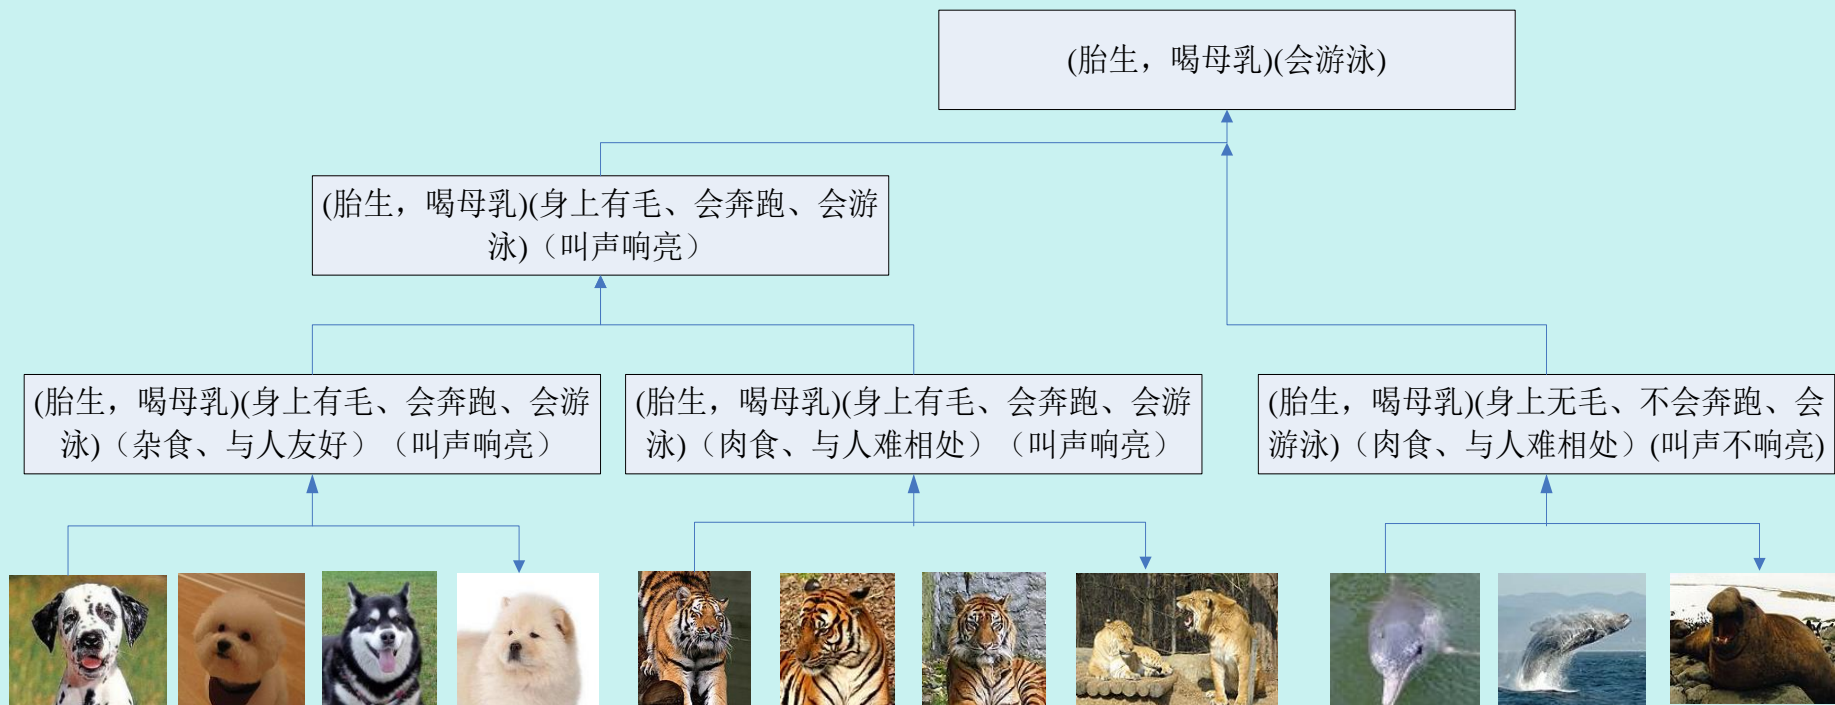 (胎生，喝母乳)(会游泳)
(胎生，喝母乳)(身上有毛、会奔跑、会游
泳)（叫声响亮）
(胎生，喝母乳)(身上有毛、会奔跑、会游
泳)（杂食、与人友好）（叫声响亮）
(胎生，喝母乳)(身上有毛、会奔跑、会游
泳)（肉食、与人难相处）（叫声响亮）
(胎生，喝母乳)(身上无毛、不会奔跑、会
游泳)（肉食、与人难相处）(叫声不响亮)